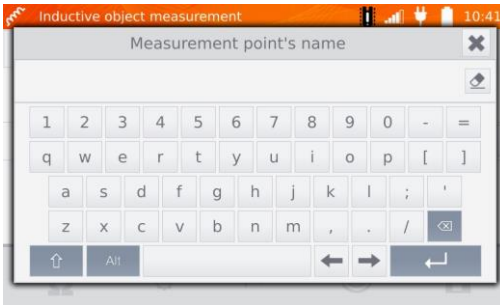 Inductive object measurement 10:41
Measurement point's name
1 2 3 4 5 6 7 8 9 0 - =
q w e r t y u i o p [ ]
a s d f g h j k l ; '
z x c v b n m , . /
Alt